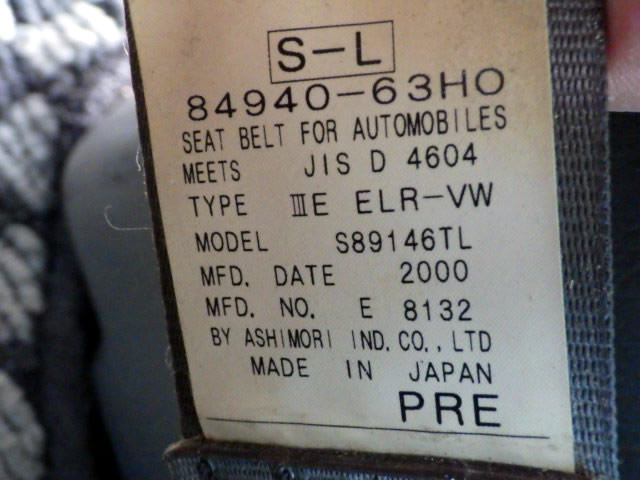 S-L
84940-63H0
SEAT BELT FOR AUTOMOBILES
MEETS JIS D 4604
TYPE ⅢE ELR-VW
MODEL S89146TL
MFD. DATE 2000
MFD. NO. E 8132
BY ASHIMORI IND. CO., LTD
MADE IN JAPAN
PRE